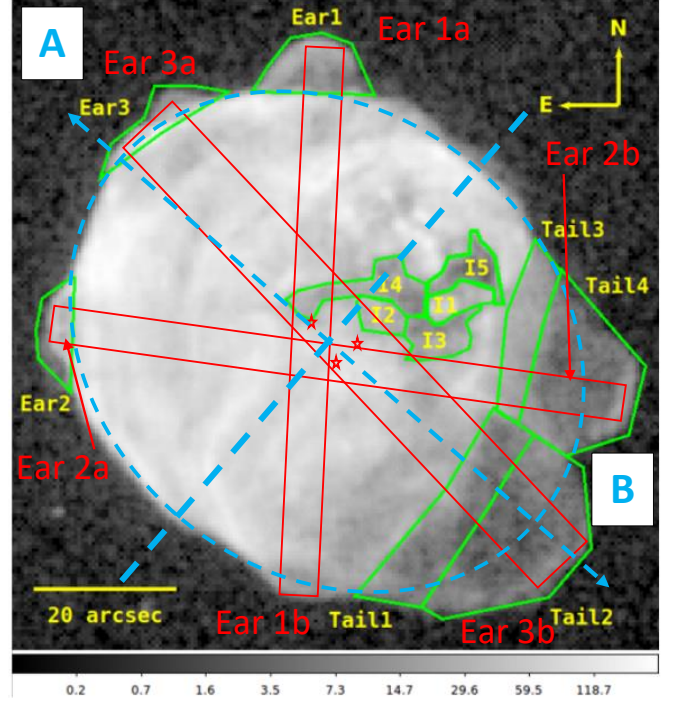 Ear1
A
Ear 1a
N
Ear 3a
Ear3
E
Ear 2b
Tail3
I5
I4
Tail4
I1
I2
I3
Ear2
Ear 2a
B
20 arcsec
Ear 1b
Tail1
Ear 3b
Tail2
0.2 0.7 1.6 3.5 7.3 14.7 29.6 59.5 118.7